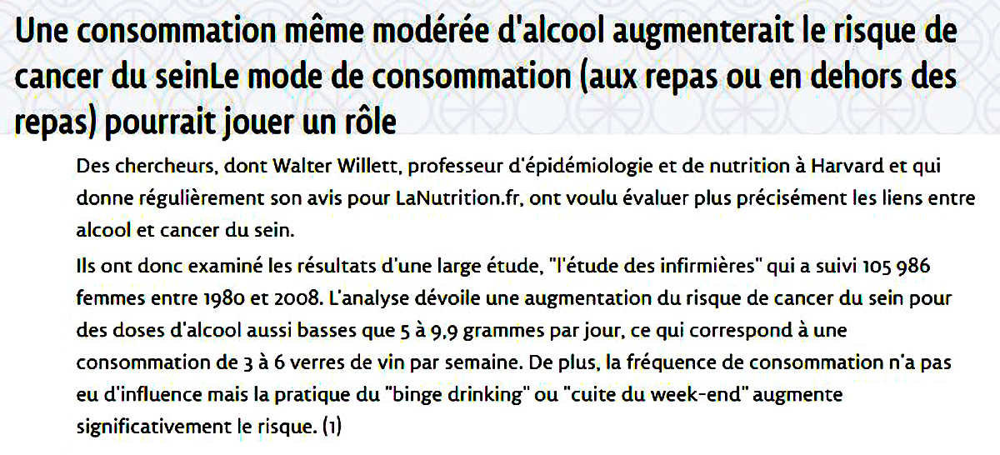 Une consommation même modérée d'alcool augmenterait le risque de
cancer du seinLe mode de consommation (aux repas ou en dehors des
repas) pourrait jouer un rôle
Des chercheurs, dont Walter Willett, professeur d'épidémiologie et de nutrition à Harvard et qui
donne régulièrement son avis pour LaNutrition.fr, ont voulu évaluer plus précisément les liens entre
alcool et cancer du sein.
Ils ont donc examiné les résultats d'une large étude, "l'étude des infirmières" qui a suivi 105 986
femmes entre 1980 et 2008. L'analyse dévoile une augmentation du risque de cancer du sein pour
des doses d'alcool aussi basses que 5 à 9,9 grammes par jour, ce qui correspond à une
consommation de 3 à 6 verres de vin par semaine. De plus, la fréquence de consommation n'a pas
eu d'influence mais la pratique du "binge drinking" ou "cuite du week-end" augmente
significativement le risque. (1)